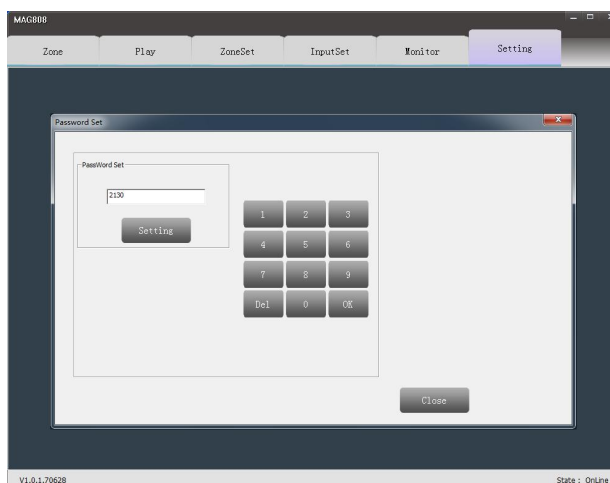 MAG808
Zone Play ZoneSet InputSet Monitor Setting
Password Set
PassWord Set
2130
Setting
1 2 3
4 5 6
7 8 9
Del 0 OK
Close
V1.0.1.70628 State : OnLine